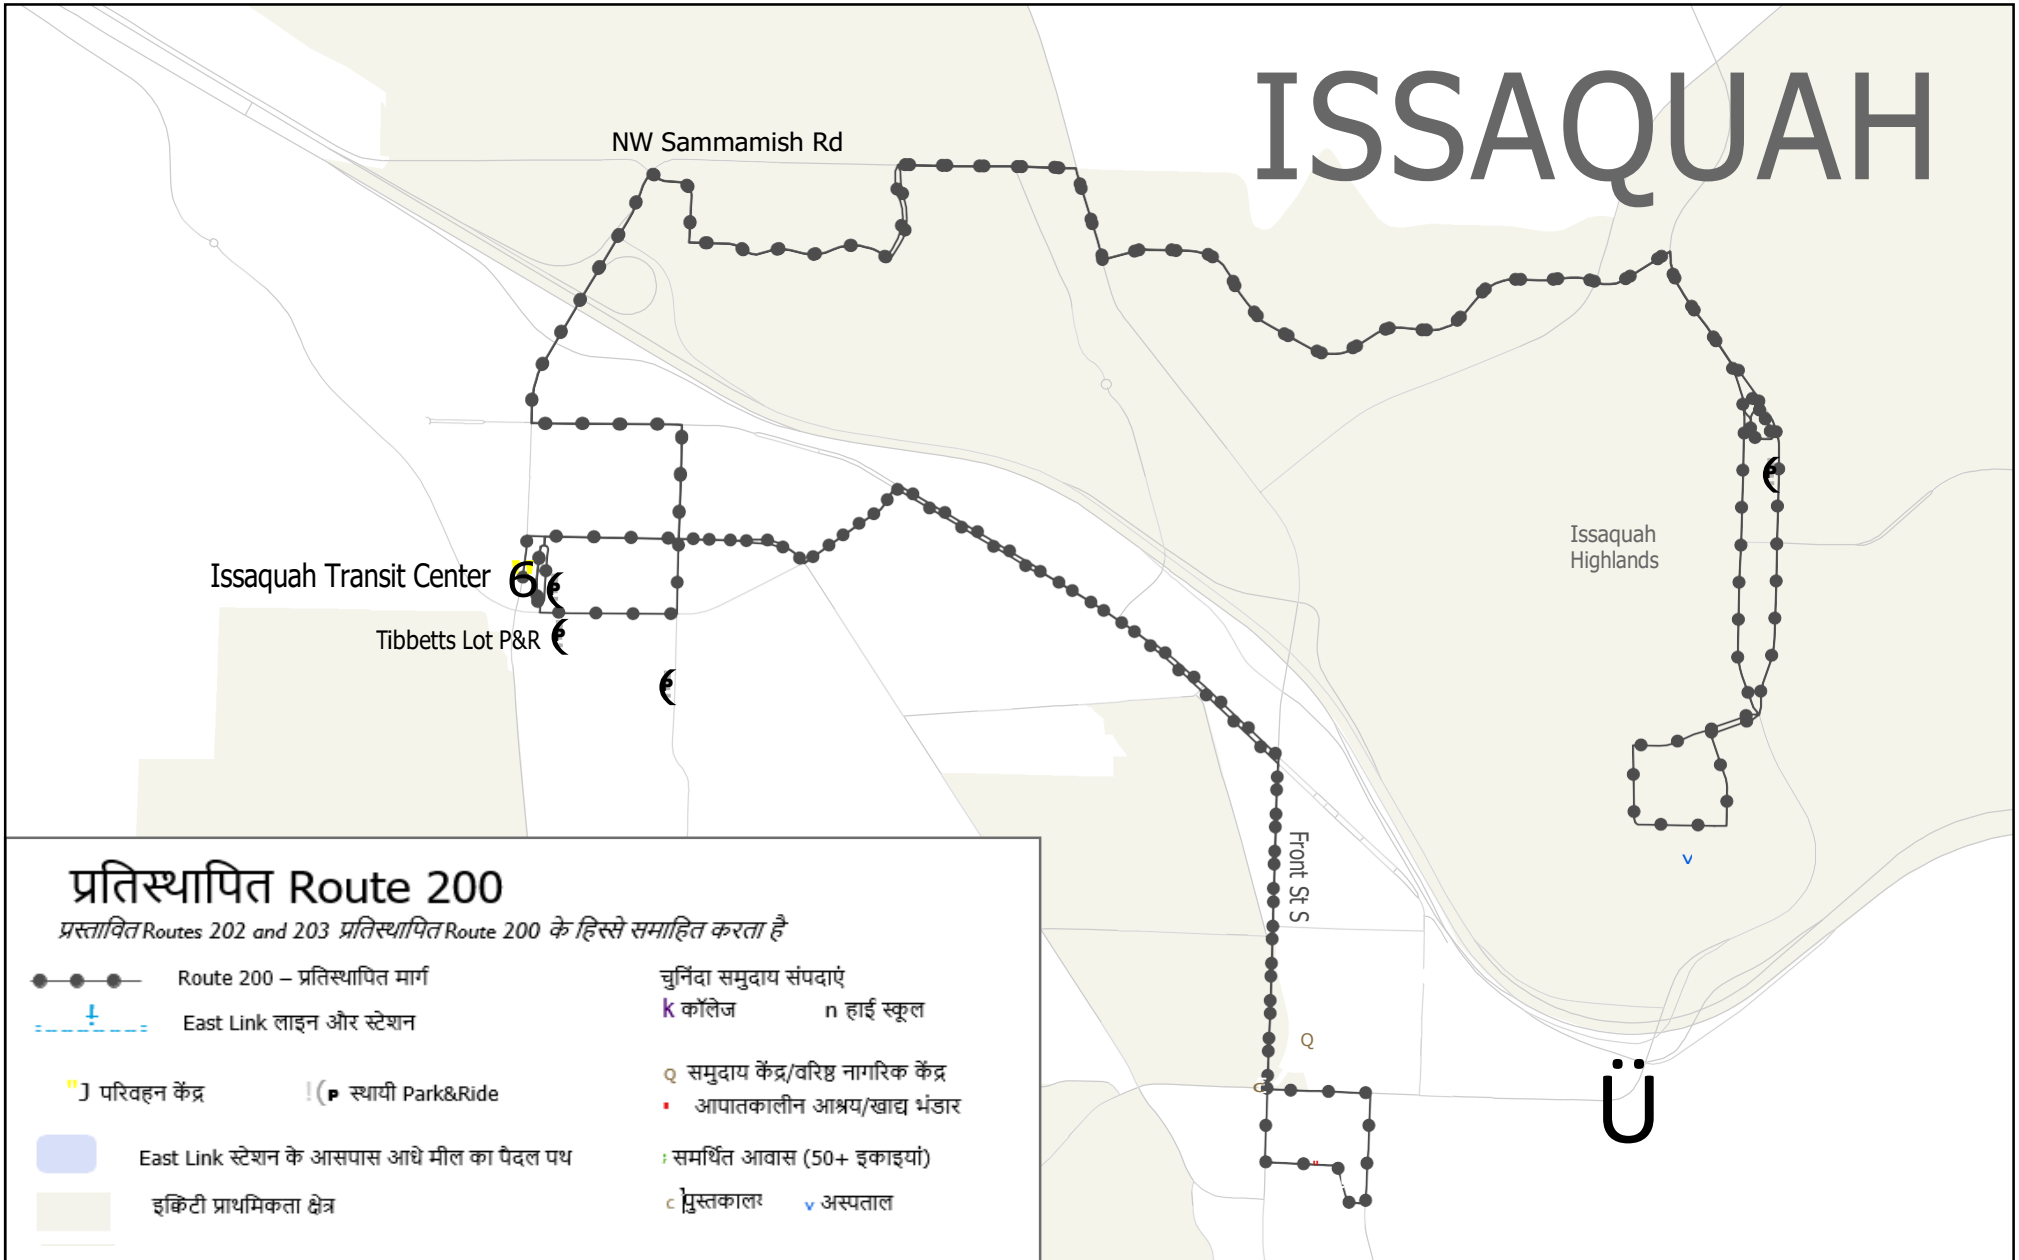 ISSAQUAH
NW Sammamish Rd
Issaquah
Highlands
Issaquah Transit Center
Tibbetts Lot P&R
Front St S
प्रतिस्थापित Route 200
प्रस्तावित Routes 202 and 203 प्रतिस्थापित Route 200 के हिस्से समाहित करता है
Route 200 – प्रतिस्थापित मार्ग
East Link लाइन और स्टेशन
परिवहन केंद्र
स्थायी Park&Ride
East Link स्टेशन के आसपास आधे मील का पैदल पथ
इक्विटी प्राथमिकता क्षेत्र
चुनिंदा समुदाय संपदाएं
k कॉलेज
n हाई स्कूल
Q समुदाय केंद्र/वरिष्ठ नागरिक केंद्र
आपातकालीन आश्रय/खाद्य भंडार
समर्थित आवास (50+ इकाइयां)
c पुस्तकालय
v अस्पताल